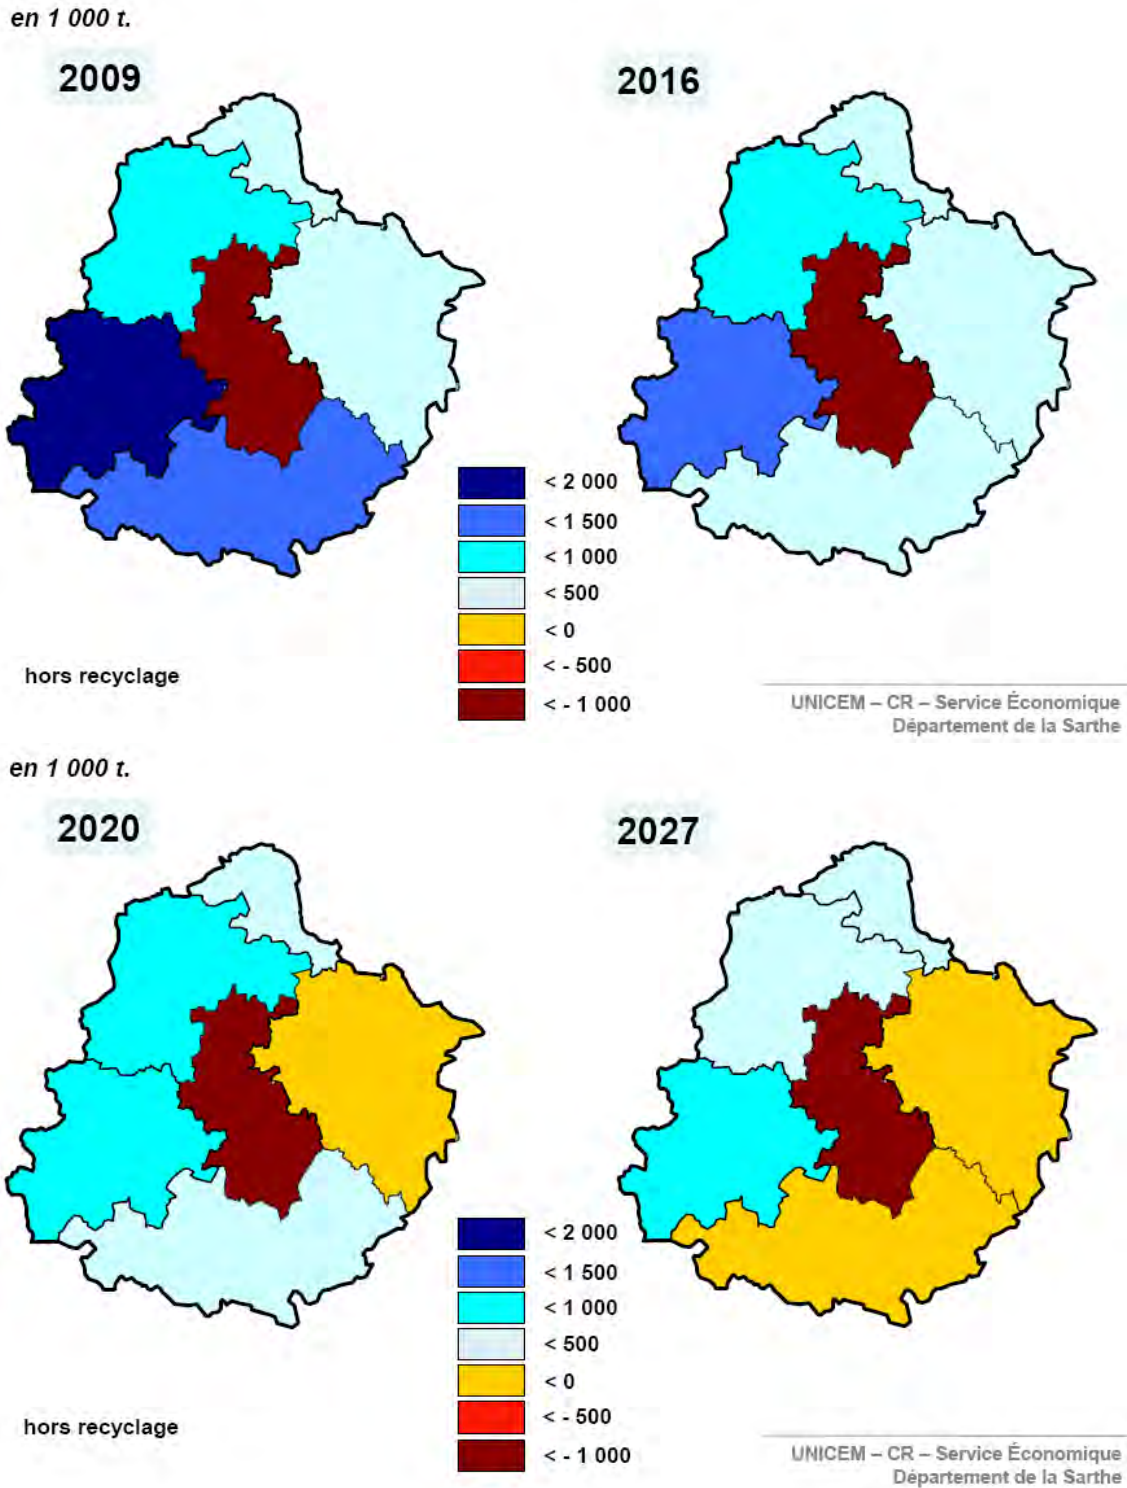 en 1 000 t.
2009
2016
< 2 000
< 1 500
< 1 000
< 500
< 0
< - 500
< - 1 000
hors recyclage
UNICEM – CR – Service Économique
Département de la Sarthe
en 1 000 t.
2020
2027
< 2 000
< 1 500
< 1 000
< 500
< 0
< - 500
< - 1 000
hors recyclage
UNICEM – CR – Service Économique
Département de la Sarthe